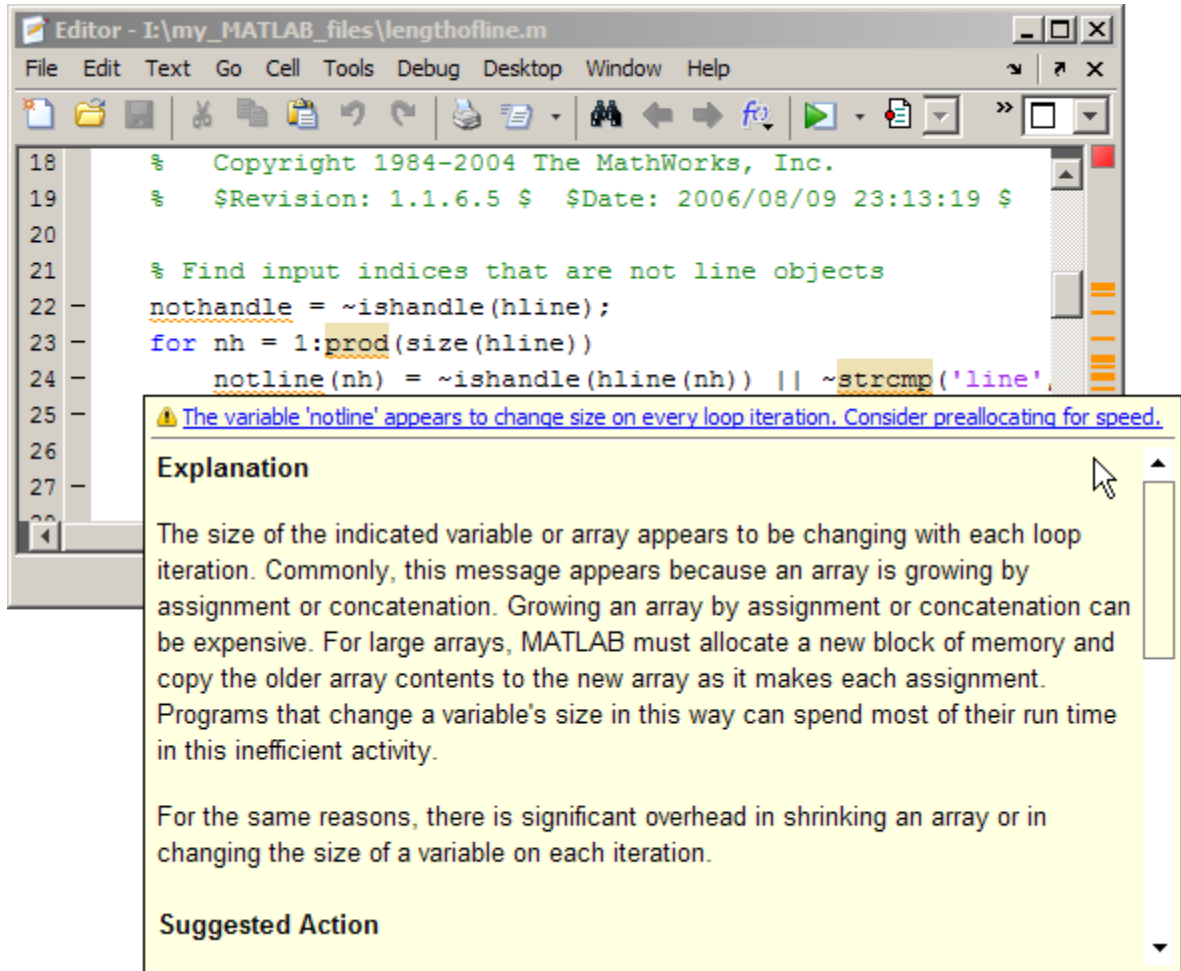 Editor - I:\my_MATLAB_files\lengthofline.m
File Edit Text Go Cell Tools Debug Desktop Window Help
18 % Copyright 1984-2004 The MathWorks, Inc.
19 % $Revision: 1.1.6.5 $ $Date: 2006/08/09 23:13:19 $
20
21 % Find input indices that are not line objects
22 - nothandle = ~ishandle(hline);
23 - for nh = 1:prod(size(hline))
24 - notline(nh) = ~ishandle(hline(nh)) || ~strcmp('line',
25 -
26
27 -
The variable 'notline' appears to change size on every loop iteration. Consider preallocating for speed.
Explanation
The size of the indicated variable or array appears to be changing with each loop
iteration. Commonly, this message appears because an array is growing by
assignment or concatenation. Growing an array by assignment or concatenation can
be expensive. For large arrays, MATLAB must allocate a new block of memory and
copy the older array contents to the new array as it makes each assignment.
Programs that change a variable's size in this way can spend most of their run time
in this inefficient activity.
For the same reasons, there is significant overhead in shrinking an array or in
changing the size of a variable on each iteration.
Suggested Action